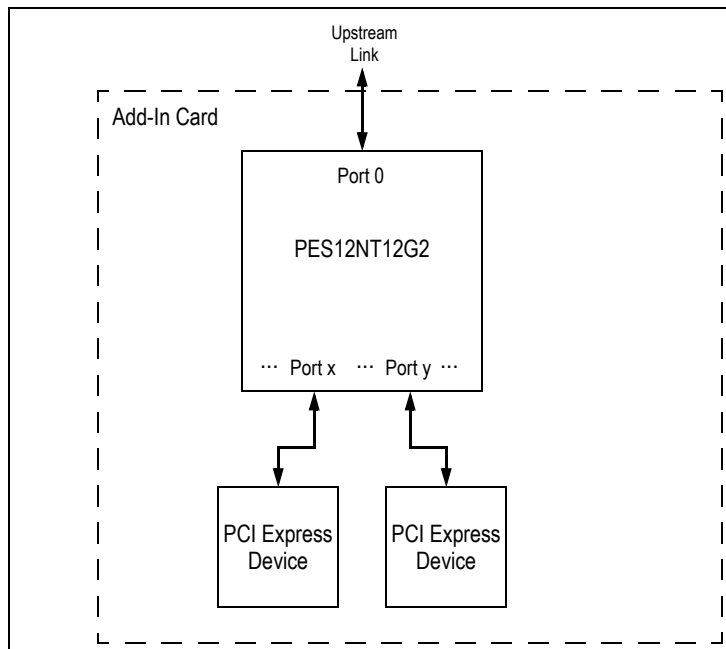 Upstream
Link
Add-In Card
Port 0
PES12NT12G2
··· Port x ··· Port y ···
PCI Express
Device
PCI Express
Device